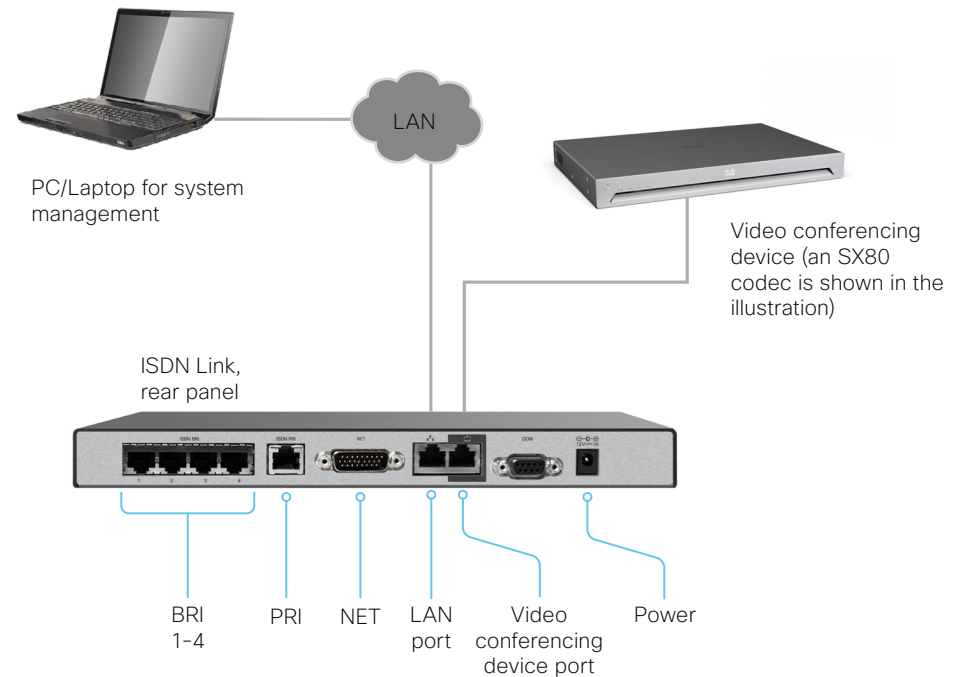 LAN
PC/Laptop for system
management
Video conferencing
device (an SX80
codec is shown in the
illustration)
ISDN Link,
rear panel
ISDN BRI
ISDN PRI
NET
COM
12V⎓1A
1 2 3 4
BRI
1-4
PRI
NET
LAN
port
Video
conferencing
device port
Power